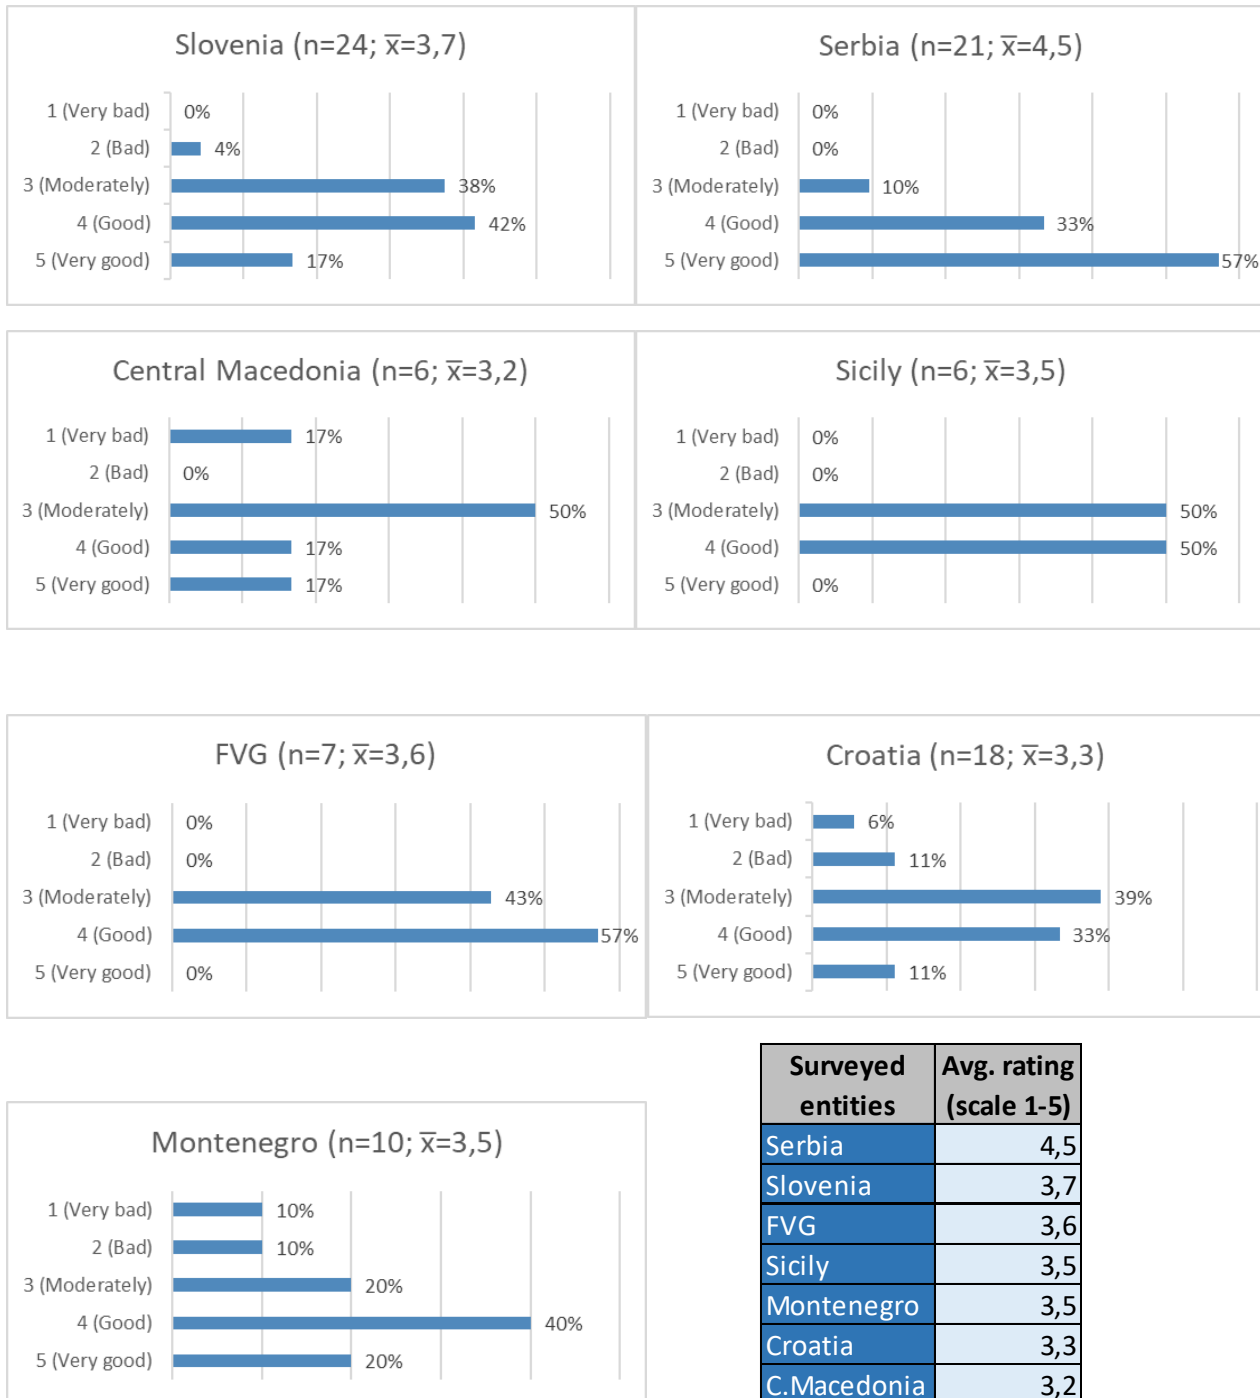 Slovenia (n=24; x̅=3,7)
1 (Very bad) 0%
2 (Bad) 4%
3 (Moderately) 38%
4 (Good) 42%
5 (Very good) 17%
Serbia (n=21; x̅=4,5)
1 (Very bad) 0%
2 (Bad) 0%
3 (Moderately) 10%
4 (Good) 33%
5 (Very good) 57%
Central Macedonia (n=6; x̅=3,2)
1 (Very bad) 17%
2 (Bad) 0%
3 (Moderately) 50%
4 (Good) 17%
5 (Very good) 17%
Sicily (n=6; x̅=3,5)
1 (Very bad) 0%
2 (Bad) 0%
3 (Moderately) 50%
4 (Good) 50%
5 (Very good) 0%
FVG (n=7; x̅=3,6)
1 (Very bad) 0%
2 (Bad) 0%
3 (Moderately) 43%
4 (Good) 57%
5 (Very good) 0%
Croatia (n=18; x̅=3,3)
1 (Very bad) 6%
2 (Bad) 11%
3 (Moderately) 39%
4 (Good) 33%
5 (Very good) 11%
Montenegro (n=10; x̅=3,5)
1 (Very bad) 10%
2 (Bad) 10%
3 (Moderately) 20%
4 (Good) 40%
5 (Very good) 20%
Surveyed Avg. rating
entities (scale 1-5)
Serbia 4,5
Slovenia 3,7
FVG 3,6
Sicily 3,5
Montenegro 3,5
Croatia 3,3
C.Macedonia 3,2